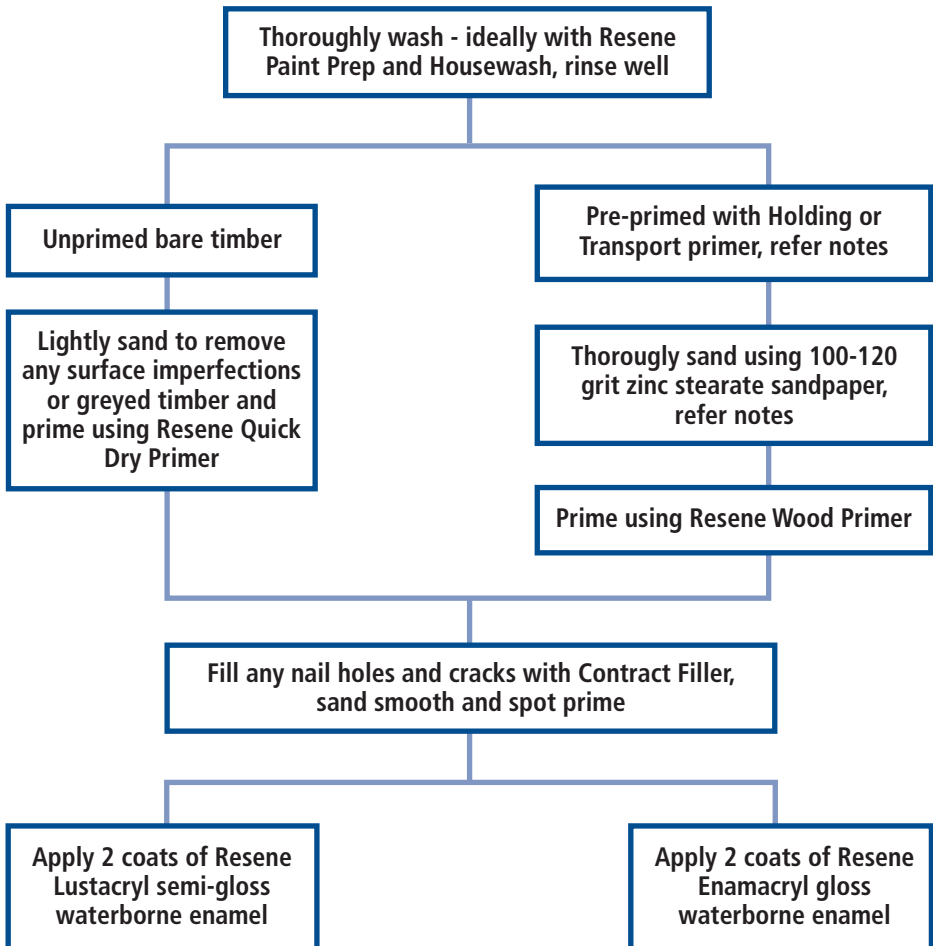 Thoroughly wash - ideally with Resene
Paint Prep and Housewash, rinse well
Unprimed bare timber
Pre-primed with Holding or
Transport primer, refer notes
Lightly sand to remove
any surface imperfections
or greyed timber and
prime using Resene Quick
Dry Primer
Thorougly sand using 100-120
grit zinc stearate sandpaper,
refer notes
Prime using Resene Wood Primer
Fill any nail holes and cracks with Contract Filler,
sand smooth and spot prime
Apply 2 coats of Resene
Lustacryl semi-gloss
waterborne enamel
Apply 2 coats of Resene
Enamacryl gloss
waterborne enamel